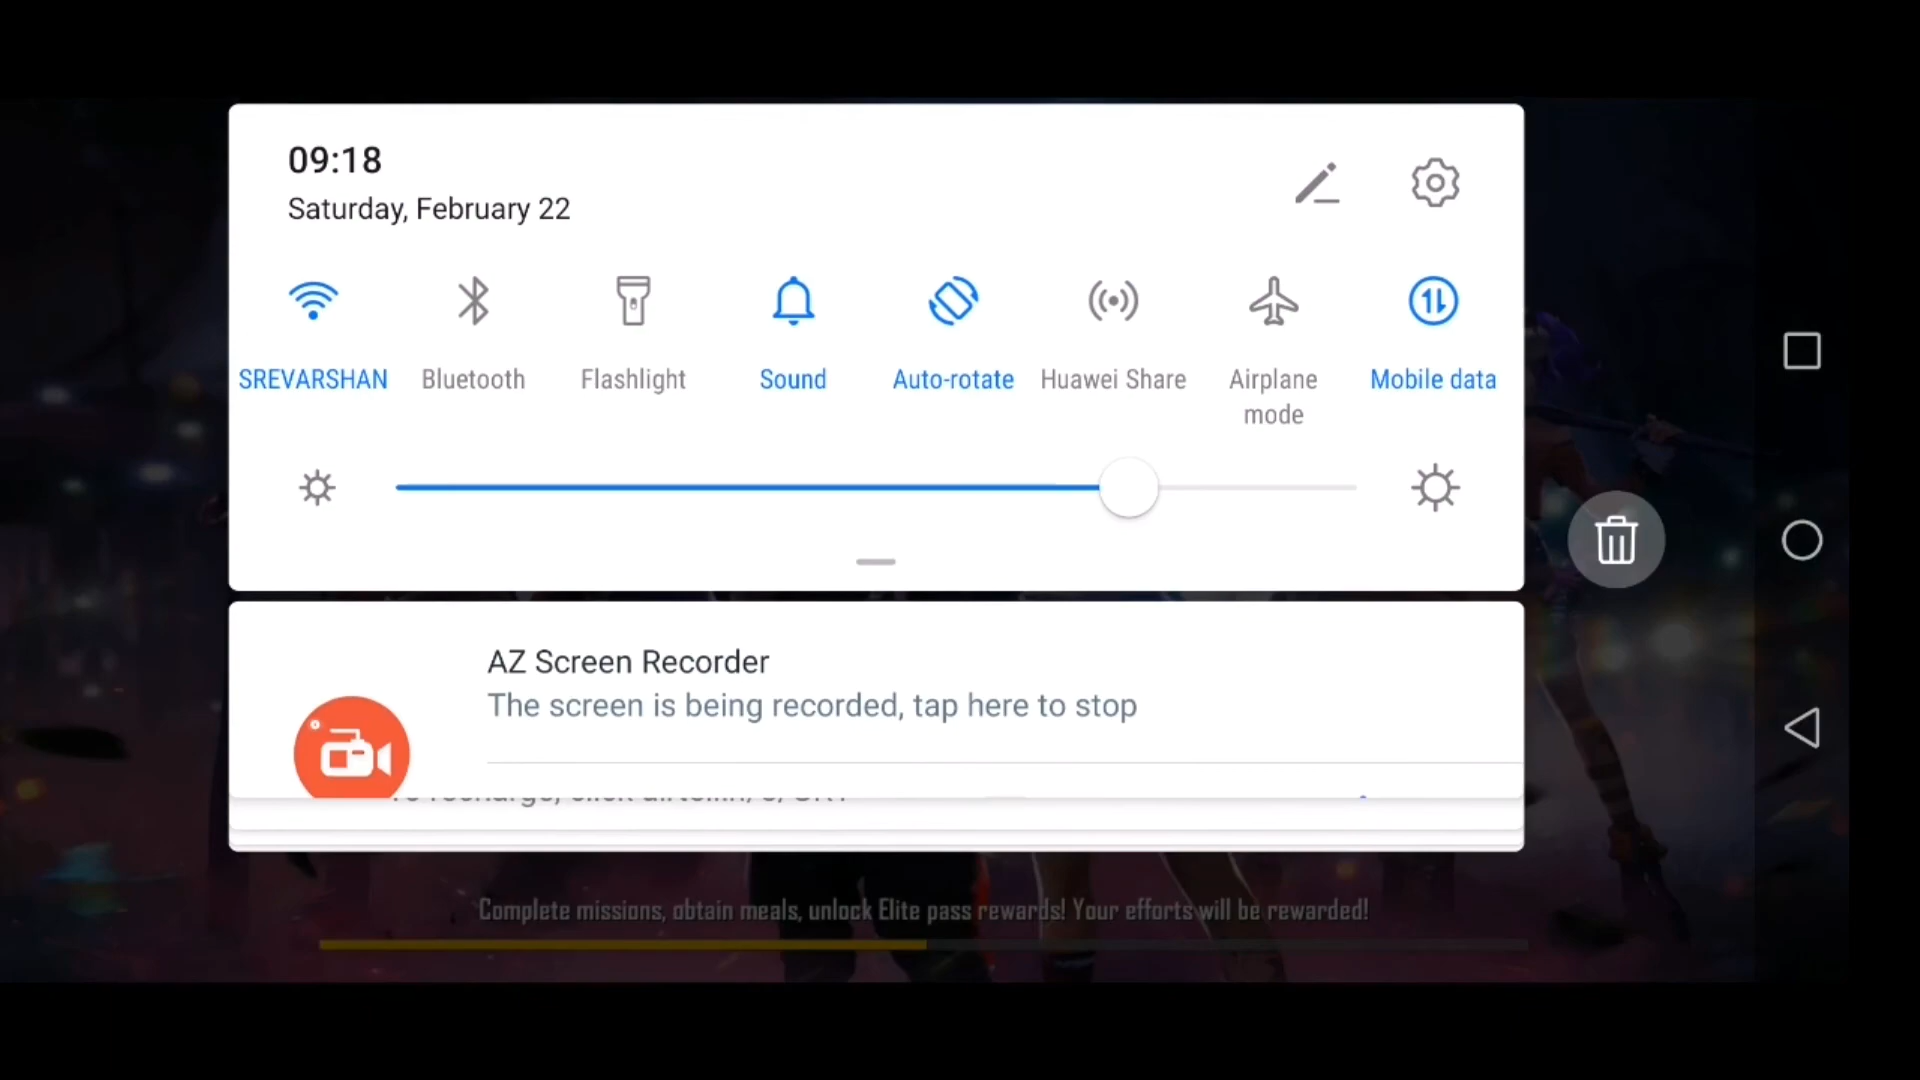 09:18
Saturday, February 22
SREVARSHAN
Bluetooth
Flashlight
Sound
Auto-rotate
Huawei Share
Airplane
mode
Mobile data
AZ Screen Recorder
The screen is being recorded, tap here to stop
Complete missions, obtain meals, unlock Elite pass rewards! Your efforts will be rewarded!